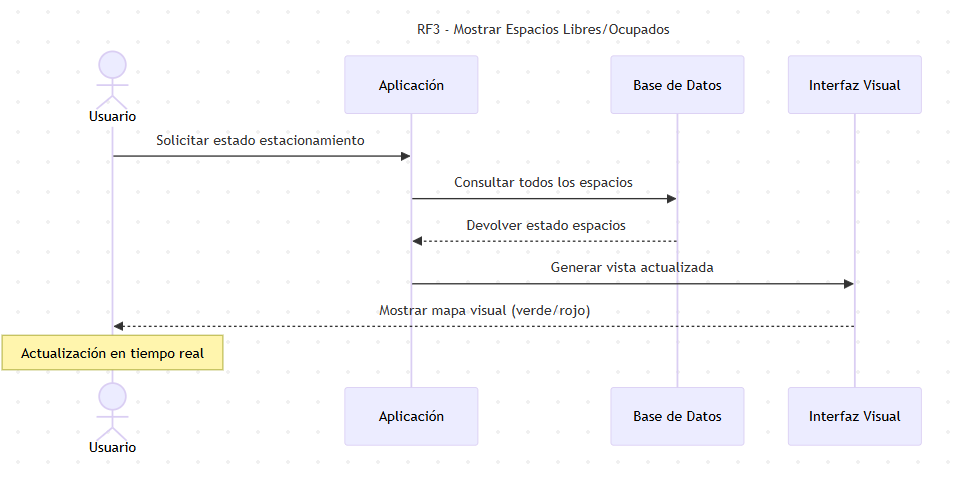 RF3 - Mostrar Espacios Libres/Ocupados
Usuario
Aplicación
Base de Datos
Interfaz Visual
Solicitar estado estacionamiento
Consultar todos los espacios
Devolver estado espacios
Generar vista actualizada
Mostrar mapa visual (verde/rojo)
Actualización en tiempo real
Usuario
Aplicación
Base de Datos
Interfaz Visual